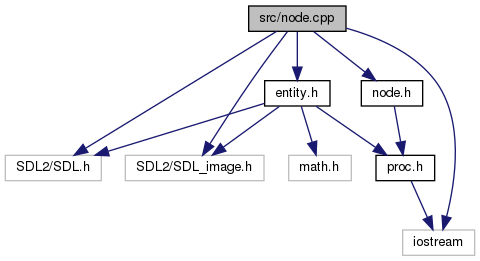 src/node.cpp
entity.h
node.h
SDL2/SDL.h
SDL2/SDL_image.h
math.h
proc.h
iostream